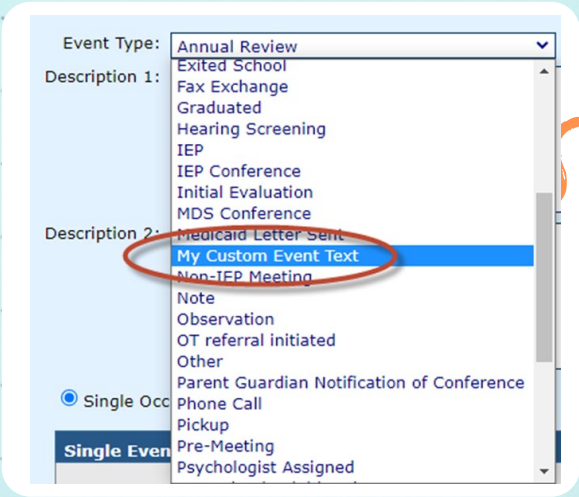 Event Type: Annual Review
Description 1:
Exited School
Fax Exchange
Graduated
Hearing Screening
IEP
IEP Conference
Initial Evaluation
MDS Conference
Description 2:
Medicaid Letter Sent
My Custom Event Text
Non-IEP Meeting
Note
Observation
OT referral initiated
Other
Parent Guardian Notification of Conference
Phone Call
Single Occ
Pickup
Pre-Meeting
Single Even
Psychologist Assigned